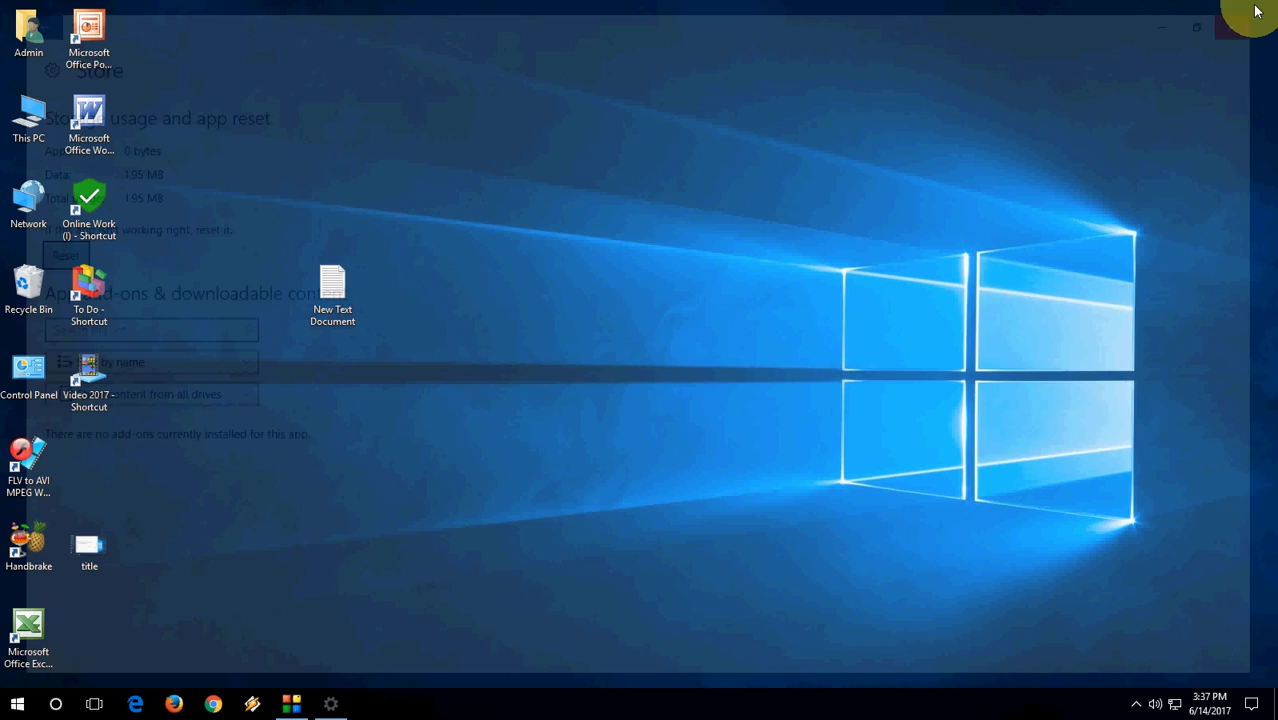 Admin
Microsoft
Office Po...
This PC
Microsoft
Office Wo...
Network
Online Work
(I) - Shortcut
Recycle Bin
To Do -
Shortcut
New Text
Document
Control Panel
Video 2017 -
Shortcut
FLV to AVI
MPEG W...
Handbrake
title
Microsoft
Office Exc...
Store
Storage usage and app reset
0 bytes
Data:
1.95 MB
Total
1.95 MB
working right, reset it.
Reset
& downloadable
by name
content from all drives
There are no add-ons currently installed for this app.
3:37 PM
6/14/2017